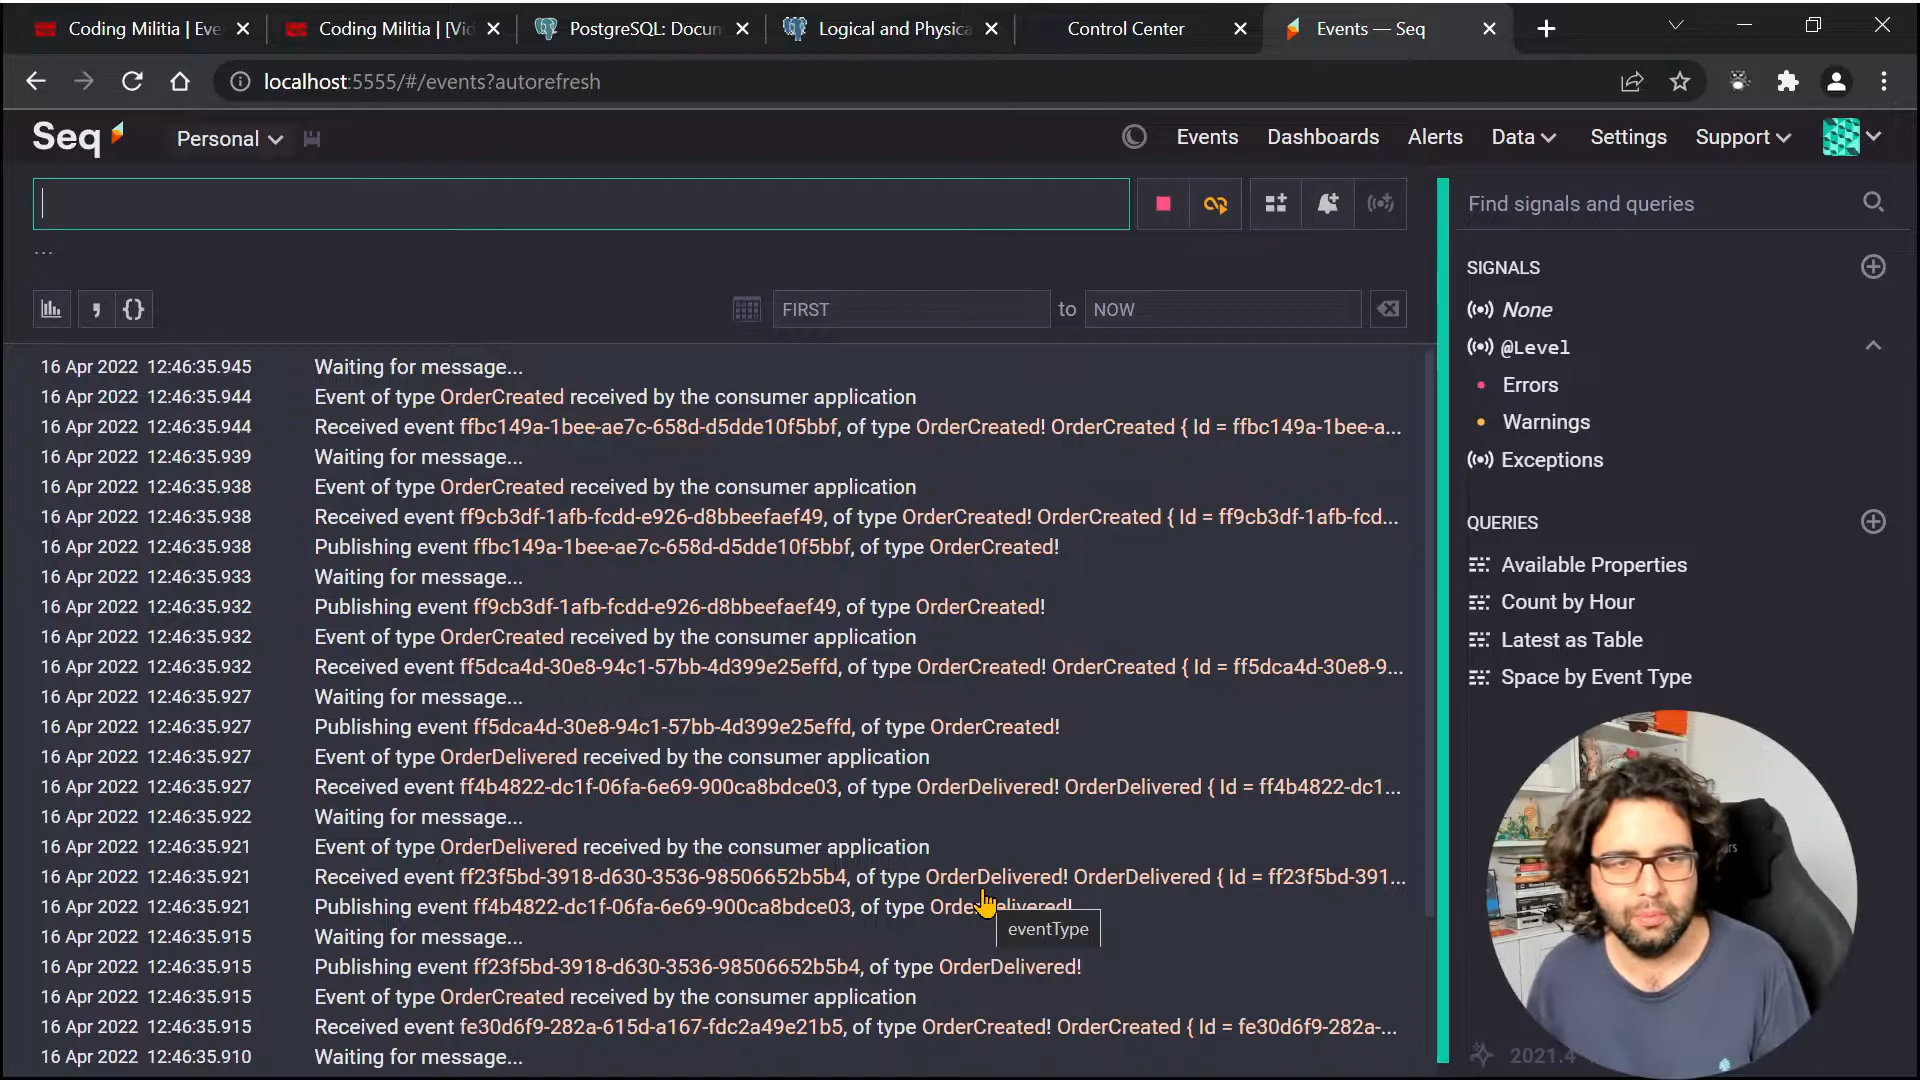 Coding Militia | Eve
Coding Militia | [Vid
PostgreSQL: Docun
Logical and Physica
Control Center
Events — Seq
localhost:5555/#/events?autorefresh
Seq
Personal
Events
Dashboards
Alerts
Data
Settings
Support
...
FIRST
to
NOW
16 Apr 2022 12:46:35.945 Waiting for message...
16 Apr 2022 12:46:35.944 Event of type OrderCreated received by the consumer application
16 Apr 2022 12:46:35.944 Received event ffbc149a-1bee-ae7c-658d-d5dde10f5bbf, of type OrderCreated! OrderCreated { Id = ffbc149a-1bee-a...
16 Apr 2022 12:46:35.939 Waiting for message...
16 Apr 2022 12:46:35.938 Event of type OrderCreated received by the consumer application
16 Apr 2022 12:46:35.938 Received event ff9cb3df-1afb-fcdd-e926-d8bbeefaef49, of type OrderCreated! OrderCreated { Id = ff9cb3df-1afb-fcd...
16 Apr 2022 12:46:35.938 Publishing event ffbc149a-1bee-ae7c-658d-d5dde10f5bbf, of type OrderCreated!
16 Apr 2022 12:46:35.933 Waiting for message...
16 Apr 2022 12:46:35.932 Publishing event ff9cb3df-1afb-fcdd-e926-d8bbeefaef49, of type OrderCreated!
16 Apr 2022 12:46:35.932 Event of type OrderCreated received by the consumer application
16 Apr 2022 12:46:35.932 Received event ff5dca4d-30e8-94c1-57bb-4d399e25effd, of type OrderCreated! OrderCreated { Id = ff5dca4d-30e8-9...
16 Apr 2022 12:46:35.927 Waiting for message...
16 Apr 2022 12:46:35.927 Publishing event ff5dca4d-30e8-94c1-57bb-4d399e25effd, of type OrderCreated!
16 Apr 2022 12:46:35.927 Event of type OrderDelivered received by the consumer application
16 Apr 2022 12:46:35.927 Received event ff4b4822-dc1f-06fa-6e69-900ca8bdce03, of type OrderDelivered! OrderDelivered { Id = ff4b4822-dc1...
16 Apr 2022 12:46:35.922 Waiting for message...
16 Apr 2022 12:46:35.921 Event of type OrderDelivered received by the consumer application
16 Apr 2022 12:46:35.921 Received event ff23f5bd-3918-d630-3536-98506652b5b4, of type OrderDelivered! OrderDelivered { Id = ff23f5bd-391...
16 Apr 2022 12:46:35.921 Publishing event ff4b4822-dc1f-06fa-6e69-900ca8bdce03, of type OrderDelivered!
eventType
16 Apr 2022 12:46:35.915 Waiting for message...
16 Apr 2022 12:46:35.915 Publishing event ff23f5bd-3918-d630-3536-98506652b5b4, of type OrderDelivered!
16 Apr 2022 12:46:35.915 Event of type OrderCreated received by the consumer application
16 Apr 2022 12:46:35.915 Received event fe30d6f9-282a-615d-a167-fdc2a49e21b5, of type OrderCreated! OrderCreated { Id = fe30d6f9-282a-...
16 Apr 2022 12:46:35.910 Waiting for message...
Find signals and queries
SIGNALS
None
@Level
Errors
Warnings
Exceptions
QUERIES
Available Properties
Count by Hour
Latest as Table
Space by Event Type
2021.4